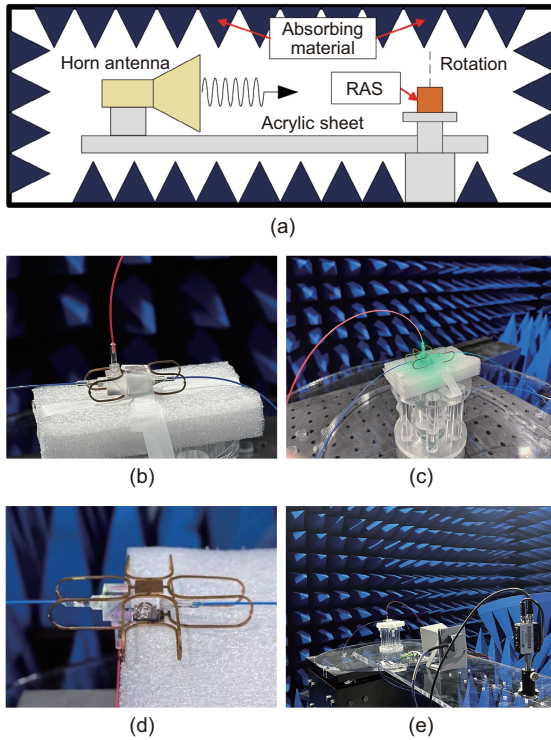 Absorbing
material
Horn antenna
Rotation
RAS
Acrylic sheet
(a)
(b)
(c)
(d)
(e)